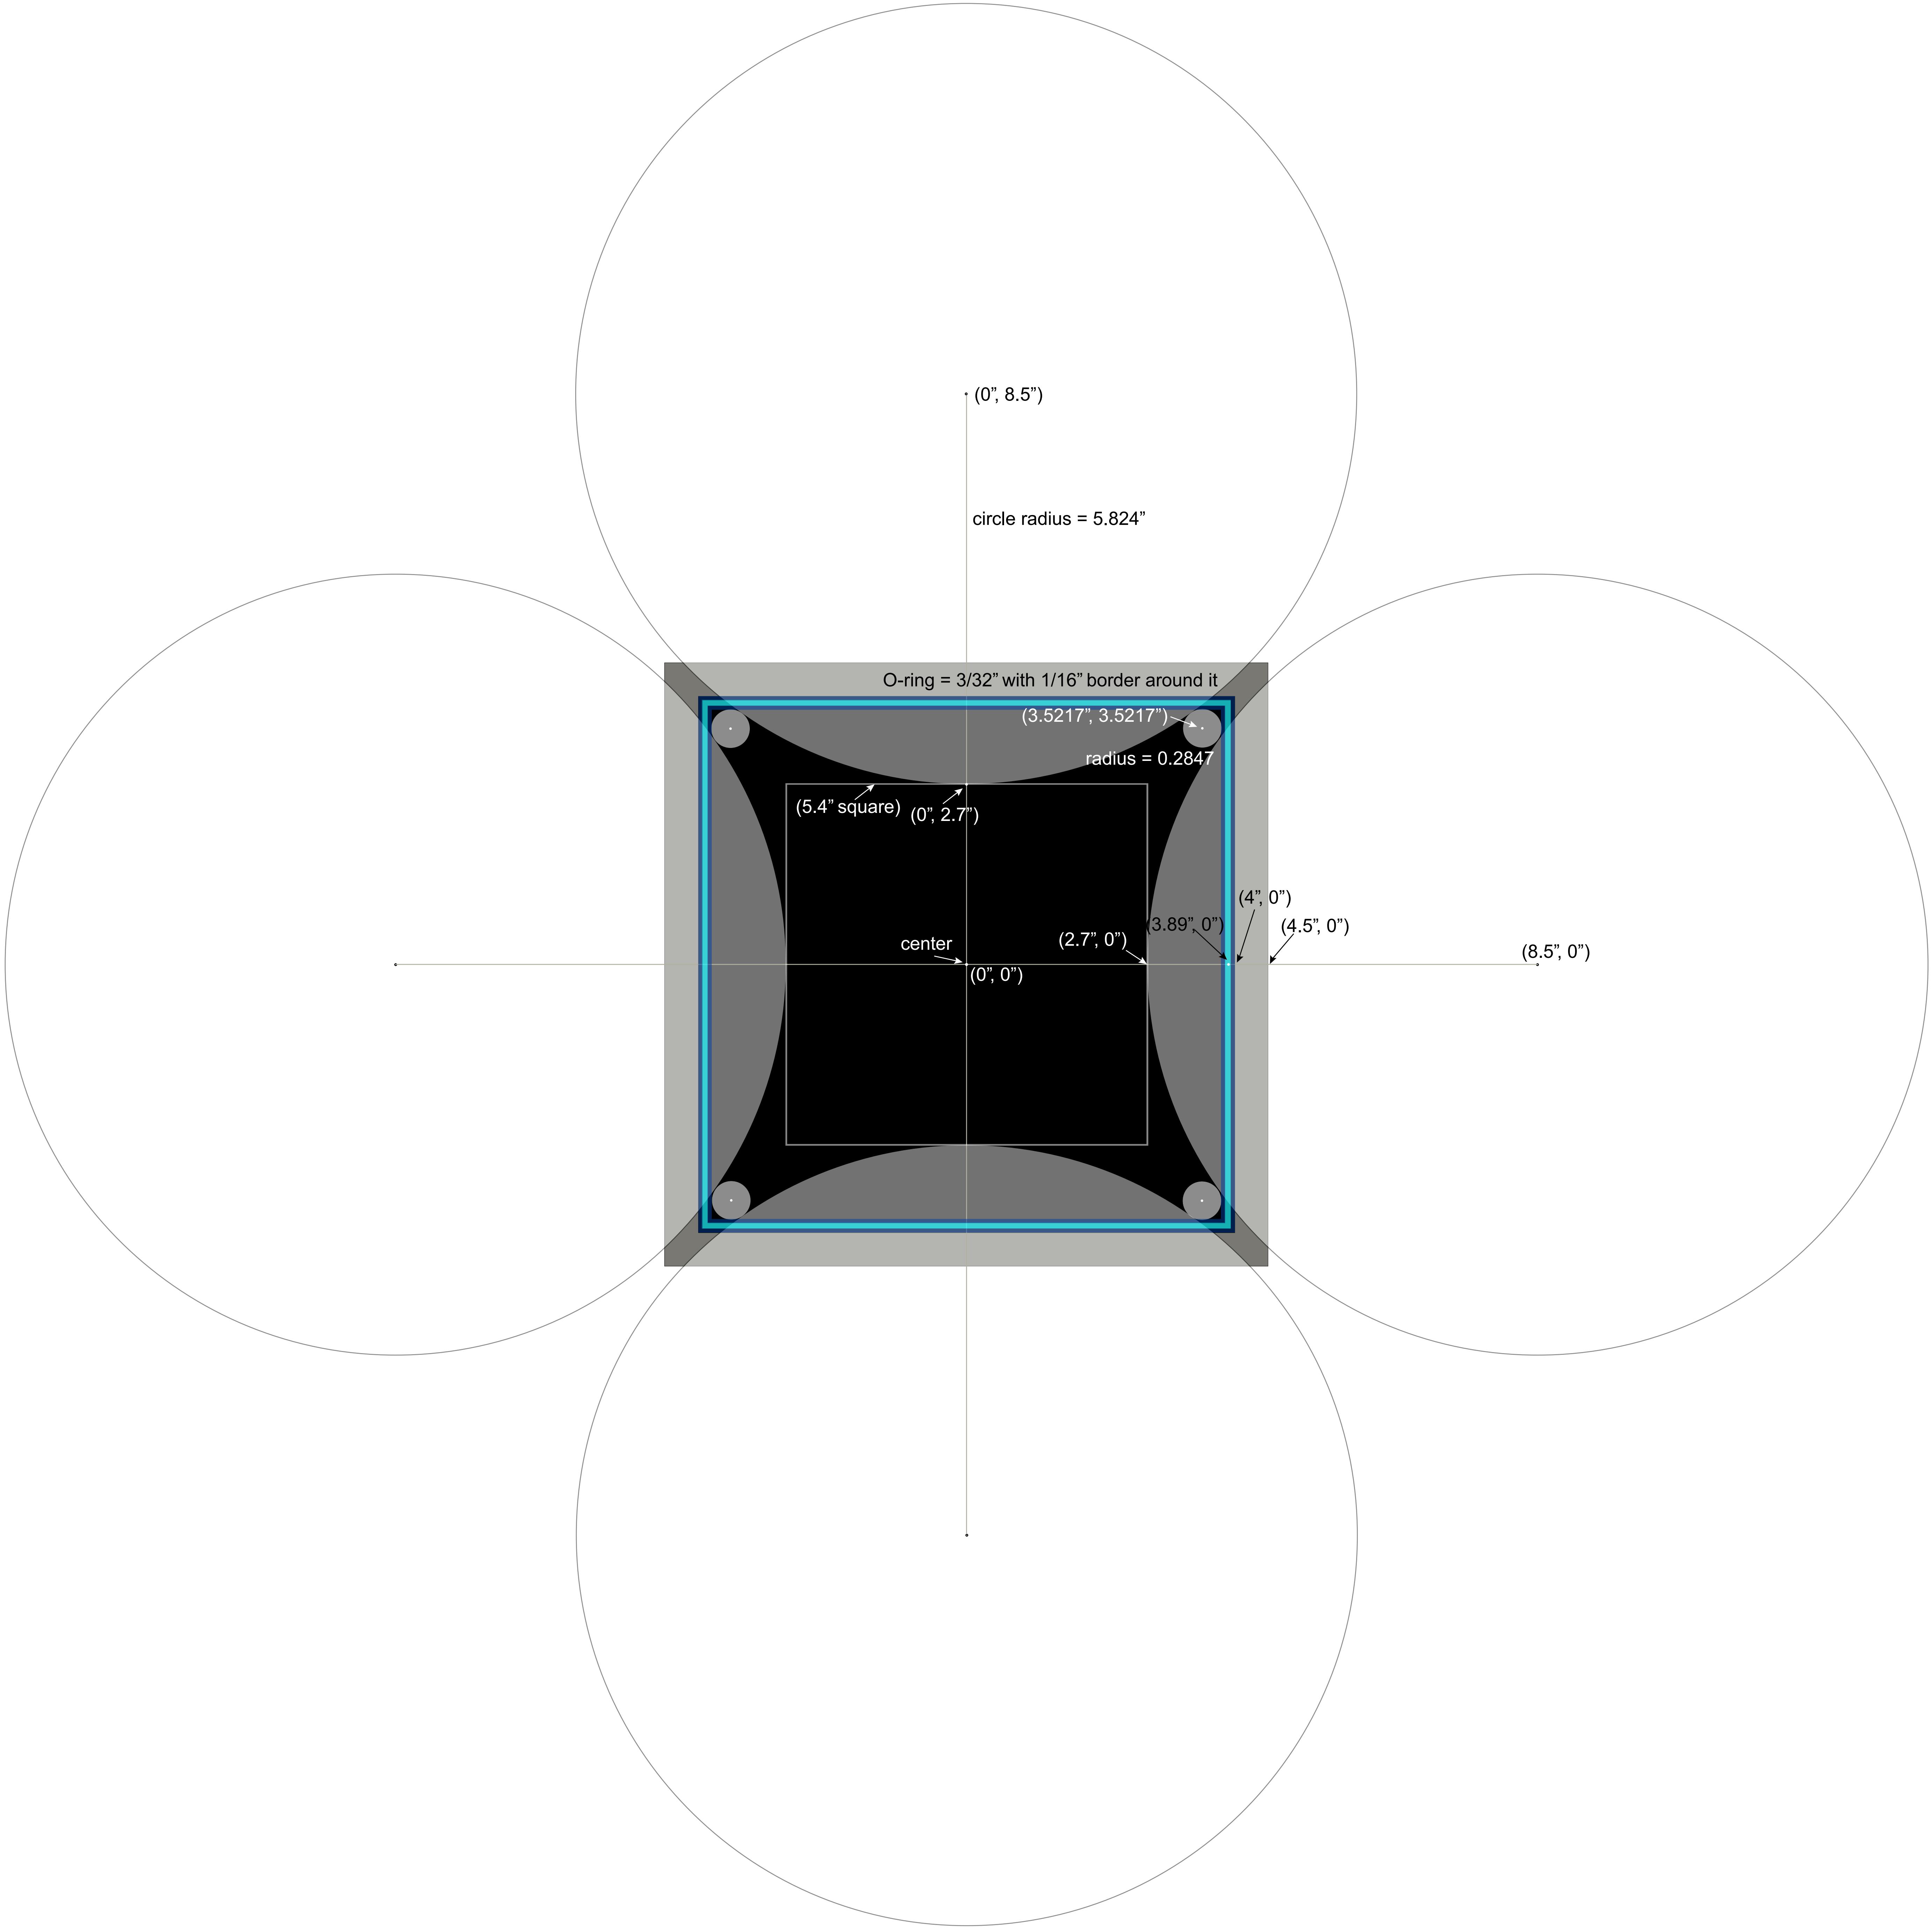 (0”, 8.5”)
circle radius = 5.824”
O-ring = 3/32” with 1/16” border around it
(3.5217”, 3.5217”)
radius = 0.2847
(5.4” square)
(0”, 2.7”)
(4”, 0”)
(3.89”, 0”)
(4.5”, 0”)
center
(2.7”, 0”)
(8.5”, 0”)
(0”, 0”)